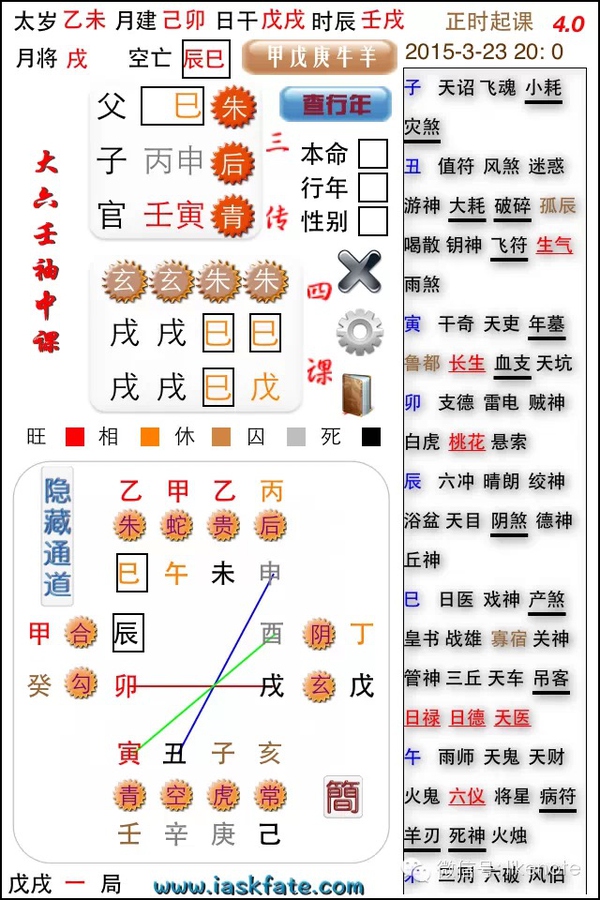 太岁 乙未 月建 己卯 日干 戊戌 时辰 壬戌 正时起课 4.0
月将 戌 空亡 辰巳 甲戊庚牛羊 2015-3-23 20: 0
父 巳 朱
子 丙申 后
官 壬寅 青
三传
查行年
本命
行年
性别
大六壬袖中课
玄 玄 朱 朱
戌 戌 巳 巳
戌 戌 巳 戊
四课
旺 相 休 囚 死
隐藏通道
乙 甲 乙 丙
朱 蛇 贵 后
巳 午 未 申
甲 合 辰 酉 阴 丁
癸 勾 卯 戌 玄 戊
寅 丑 子 亥
青 空 虎 常
壬 辛 庚 己
簡
戊戌 一 局 www.iaskfate.com
子 天诏 飞魂 小耗
灾煞
丑 值符 风煞 迷惑
游神 大耗 破碎 孤辰
喝散 钥神 飞符 生气
雨煞
寅 干奇 天吏 年墓
鲁都 长生 血支 天坑
卯 支德 雷电 贼神
白虎 桃花 悬索
辰 六冲 晴朗 绞神
浴盆 天目 阴煞 德神
丘神
巳 日医 戏神 产煞
皇书 战雄 寡宿 关神
管神 三丘 天车 吊客
日禄 日德 天医
午 雨师 天鬼 天财
火鬼 六仪 将星 病符
羊刃 死神 火烛
未 三刑 六破 风伯
微信号: